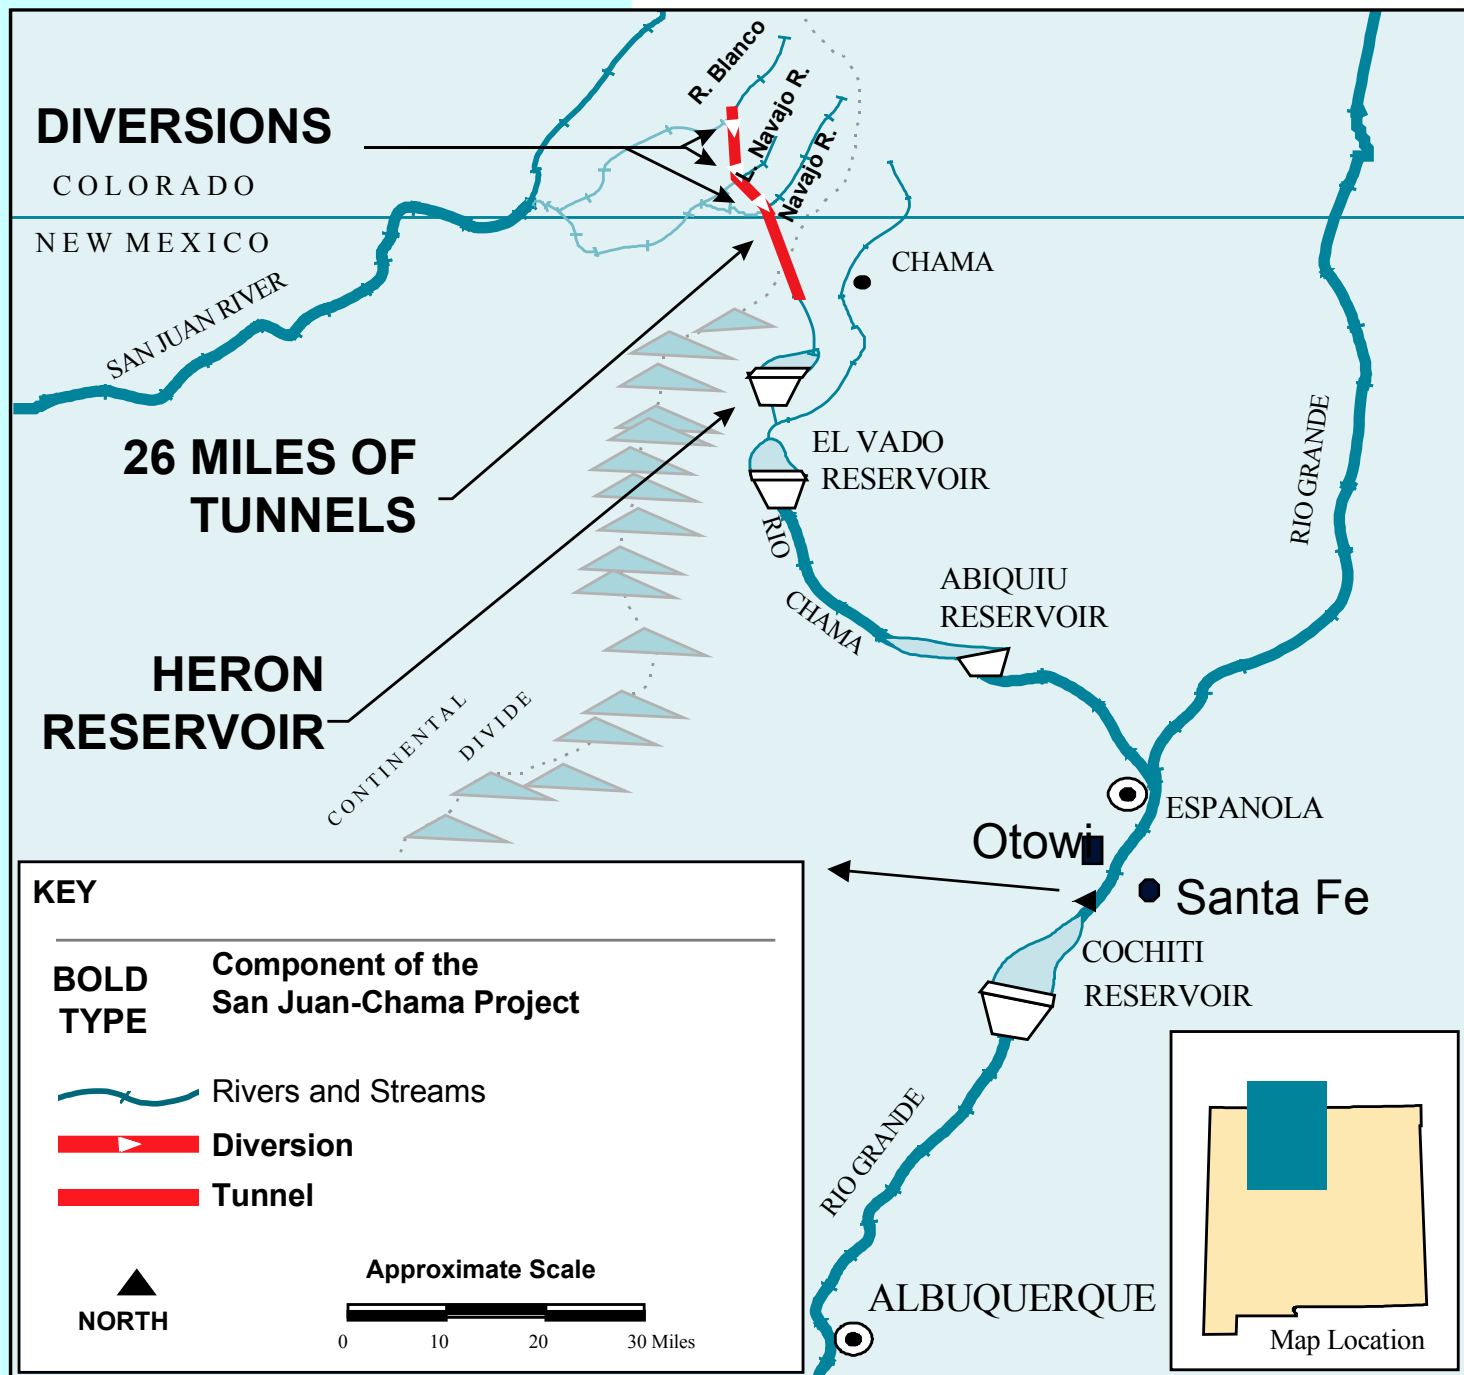 R. Blanco
L. Navajo R.
Navajo R.
DIVERSIONS
COLORADO
NEW MEXICO
CHAMA
SAN JUAN RIVER
26 MILES OF
TUNNELS
EL VADO
RESERVOIR
RIO GRANDE
RIO
CHAMA
ABIQUIU
RESERVOIR
HERON
RESERVOIR
CONTINENTAL
DIVIDE
ESPANOLA
Otowi
Santa Fe
COCHITI
RESERVOIR
RIO GRANDE
ALBUQUERQUE
KEY
BOLD
TYPE
Component of the
San Juan-Chama Project
Rivers and Streams
Diversion
Tunnel
NORTH
Approximate Scale
0 10 20 30 Miles
Map Location